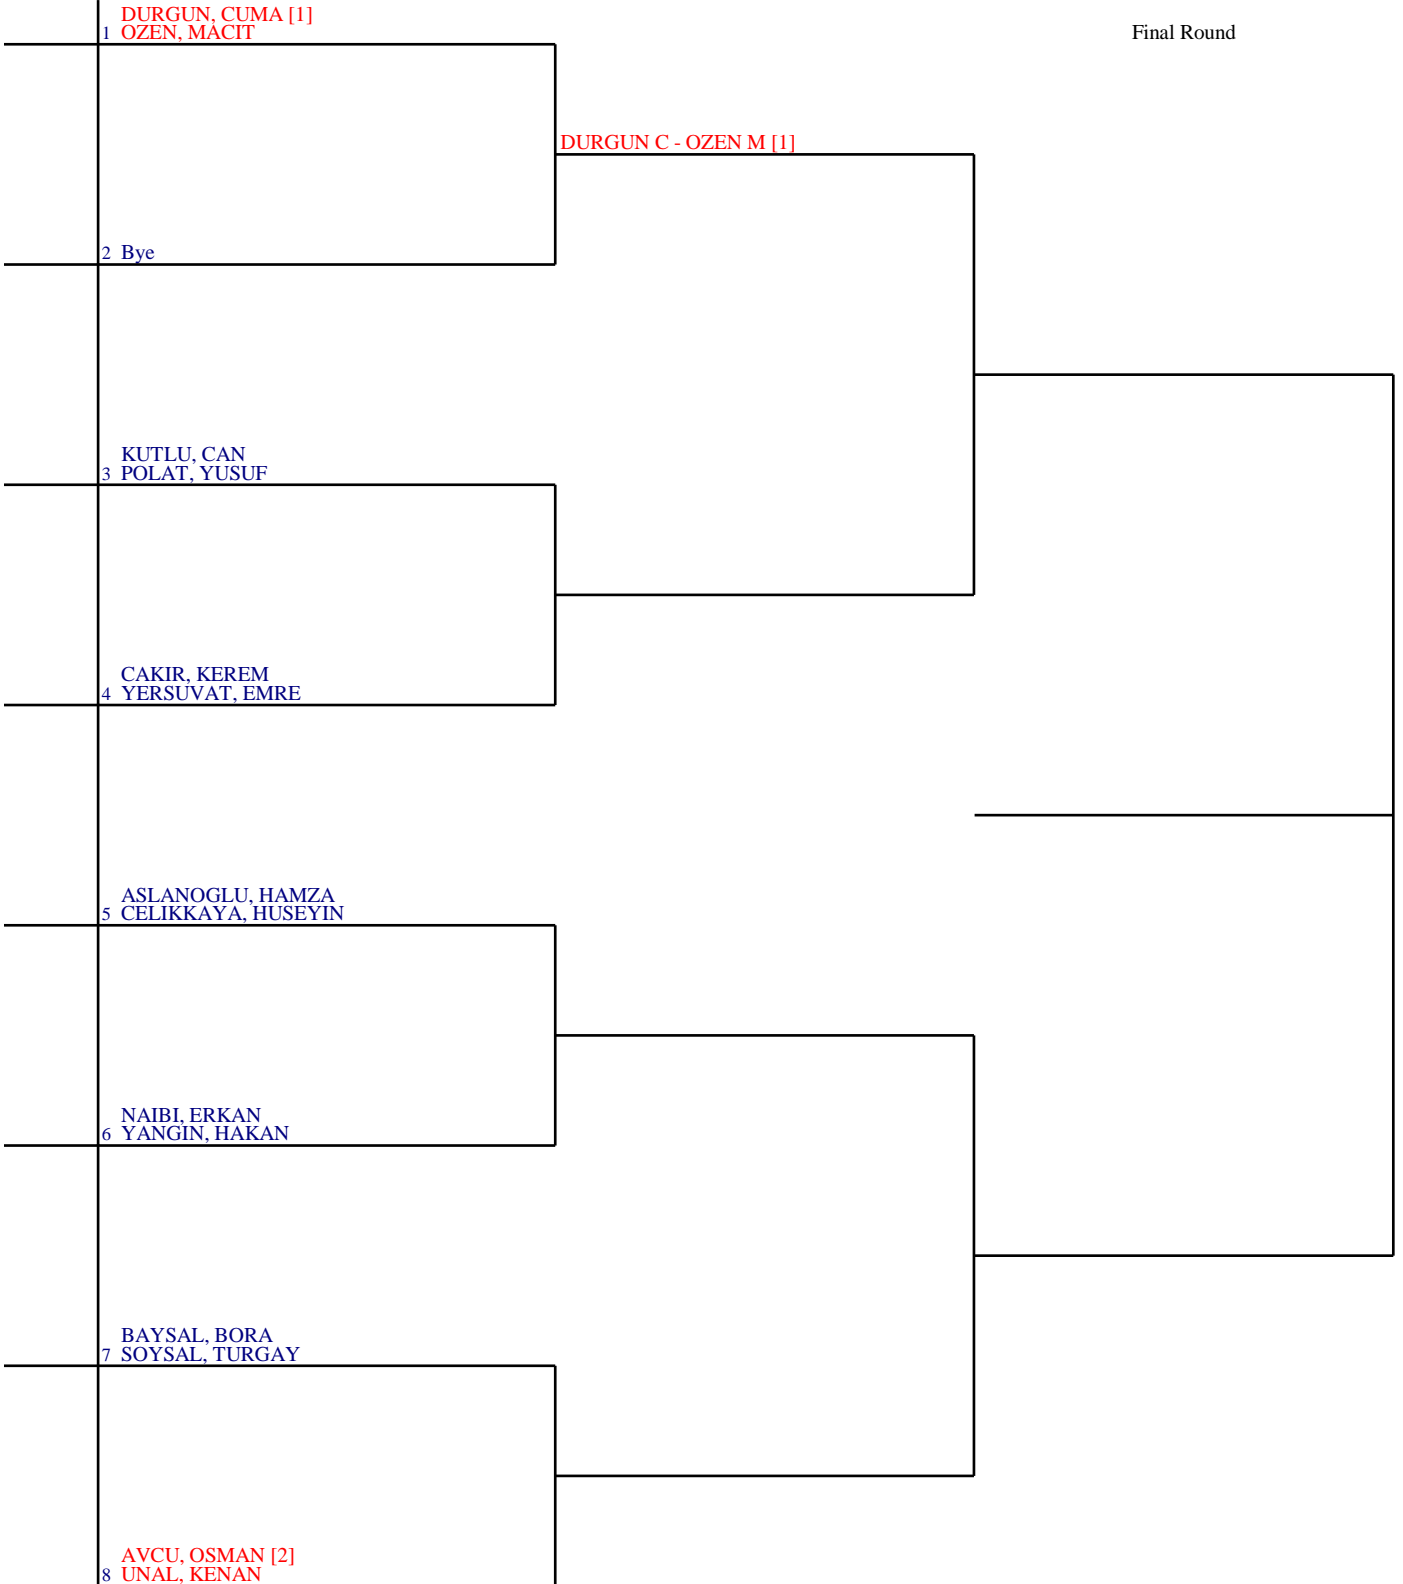 DURGUN, CUMA [1]
1 OZEN, MACIT
Final Round
DURGUN C - OZEN M [1]
2 Bye
KUTLU, CAN
3 POLAT, YUSUF
CAKIR, KEREM
4 YERSUVAT, EMRE
ASLANOGLU, HAMZA
5 CELIKKAYA, HUSEYIN
NAIBI, ERKAN
6 YANGIN, HAKAN
BAYSAL, BORA
7 SOYSAL, TURGAY
AVCU, OSMAN [2]
8 UNAL, KENAN